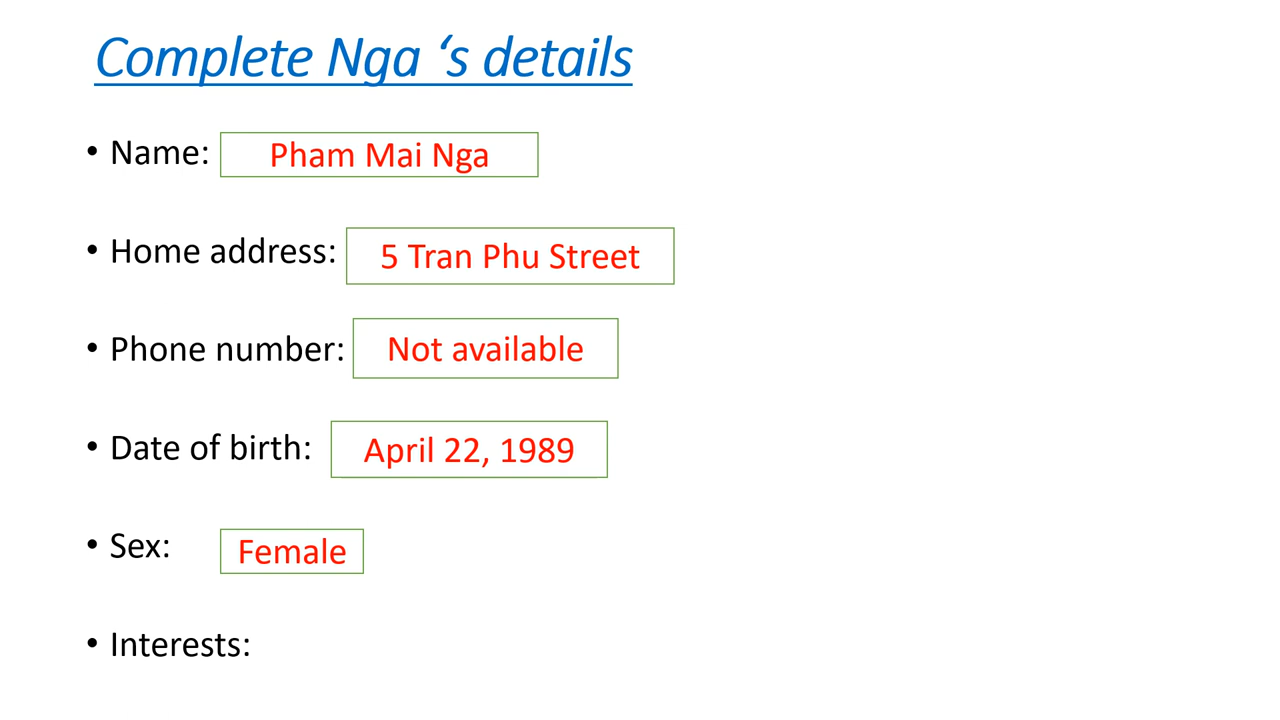 Complete Nga ‘s details
• Name: Pham Mai Nga
• Home address: 5 Tran Phu Street
• Phone number: Not available
• Date of birth: April 22, 1989
• Sex: Female
• Interests: